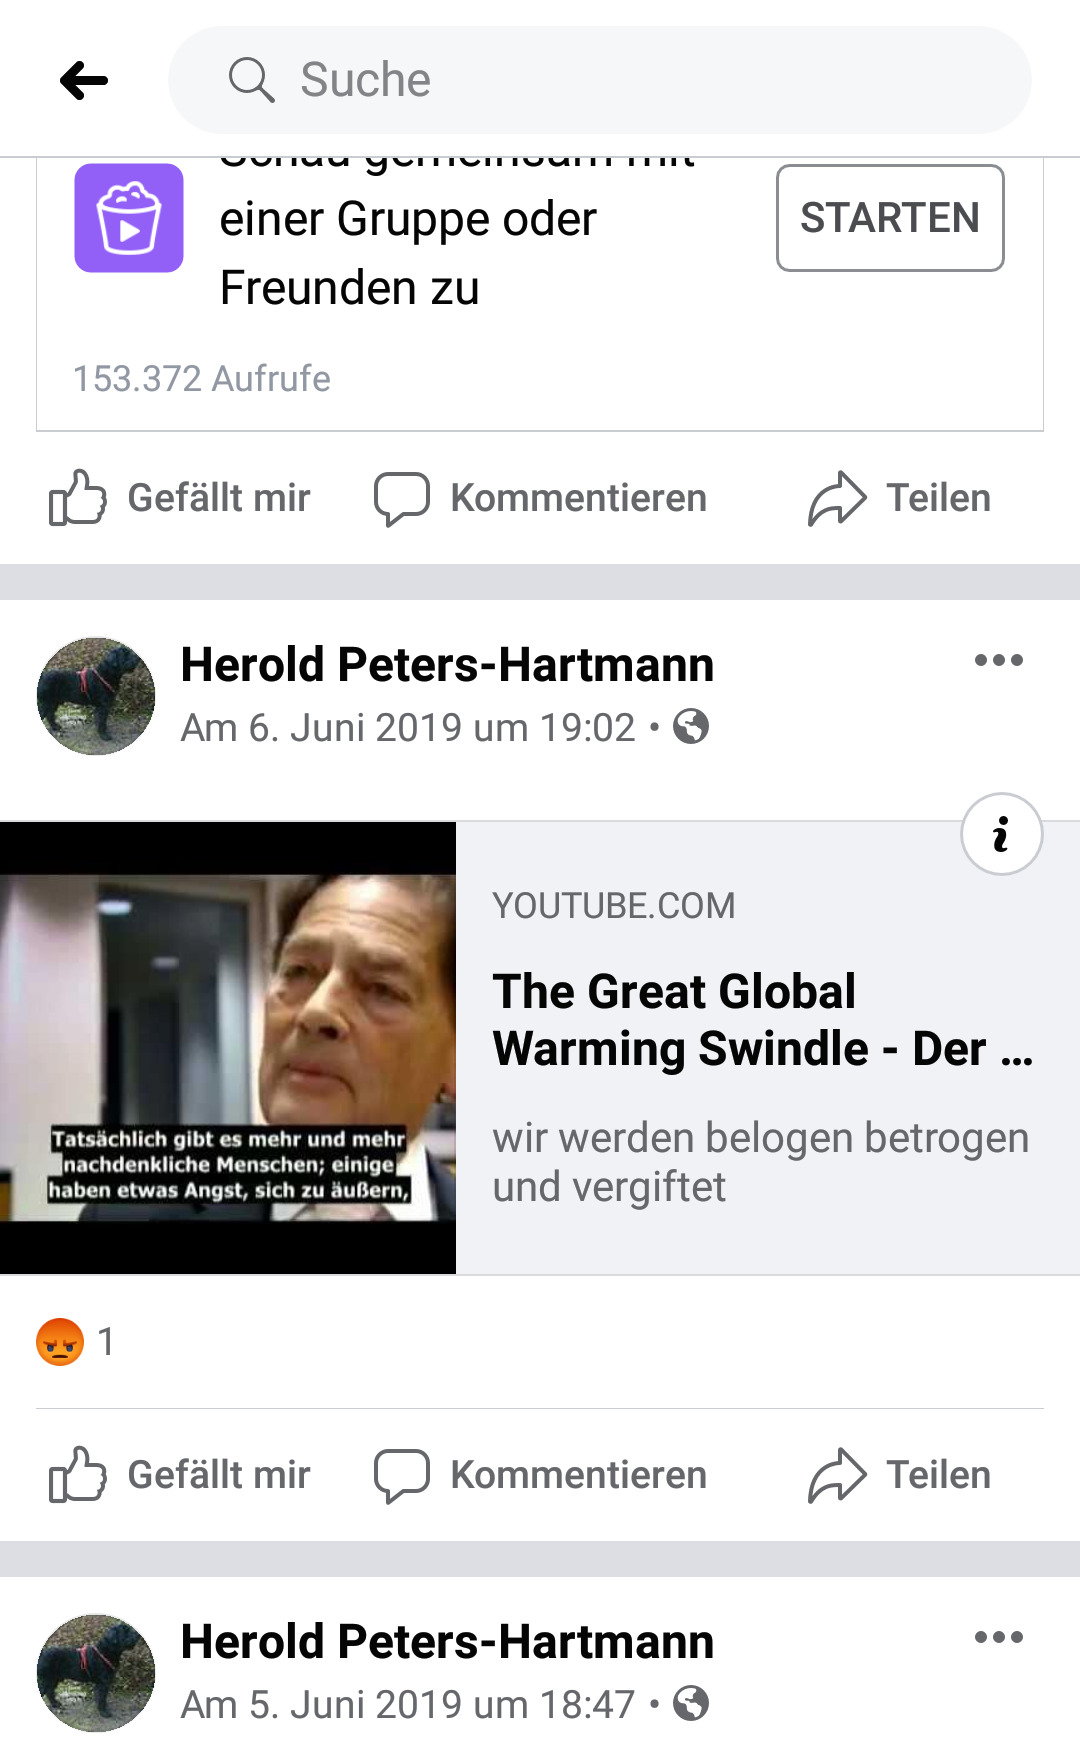 Suche
Schau gemeinsam mit
einer Gruppe oder
Freunden zu
STARTEN
153.372 Aufrufe
Gefällt mir
Kommentieren
Teilen
Herold Peters-Hartmann
Am 6. Juni 2019 um 19:02 •
YOUTUBE.COM
The Great Global
Warming Swindle - Der ...
wir werden belogen betrogen
und vergiftet
Tatsächlich gibt es mehr und mehr
nachdenkliche Menschen; einige
haben etwas Angst, sich zu äußern,
1
Gefällt mir
Kommentieren
Teilen
Herold Peters-Hartmann
Am 5. Juni 2019 um 18:47 •